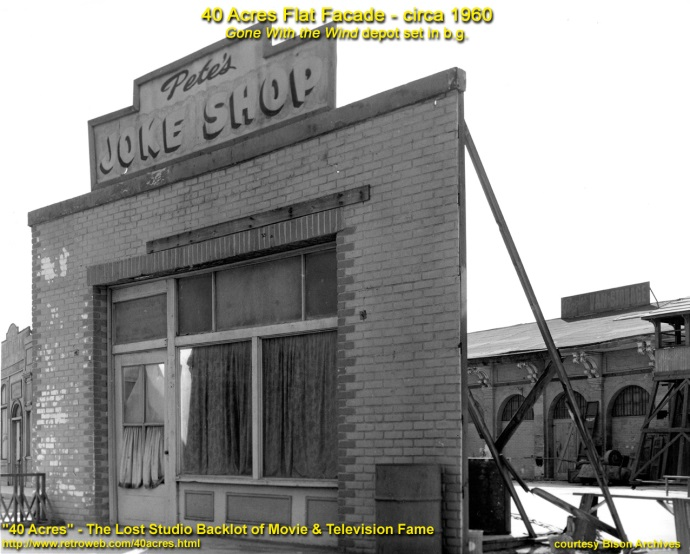 40 Acres Flat Facade - circa 1960
Gone With the Wind depot set in b.g.
Pete's
JOKE SHOP
"40 Acres" - The Lost Studio Backlot of Movie & Television Fame
http://www.retroweb.com/40acres.html
courtesy Bison Archives